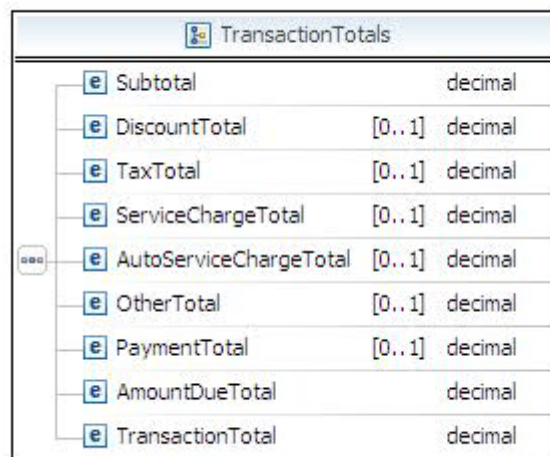 TransactionTotals
e Subtotal decimal
e DiscountTotal [0..1] decimal
e TaxTotal [0..1] decimal
e ServiceChargeTotal [0..1] decimal
e AutoServiceChargeTotal [0..1] decimal
e OtherTotal [0..1] decimal
e PaymentTotal [0..1] decimal
e AmountDueTotal decimal
e TransactionTotal decimal